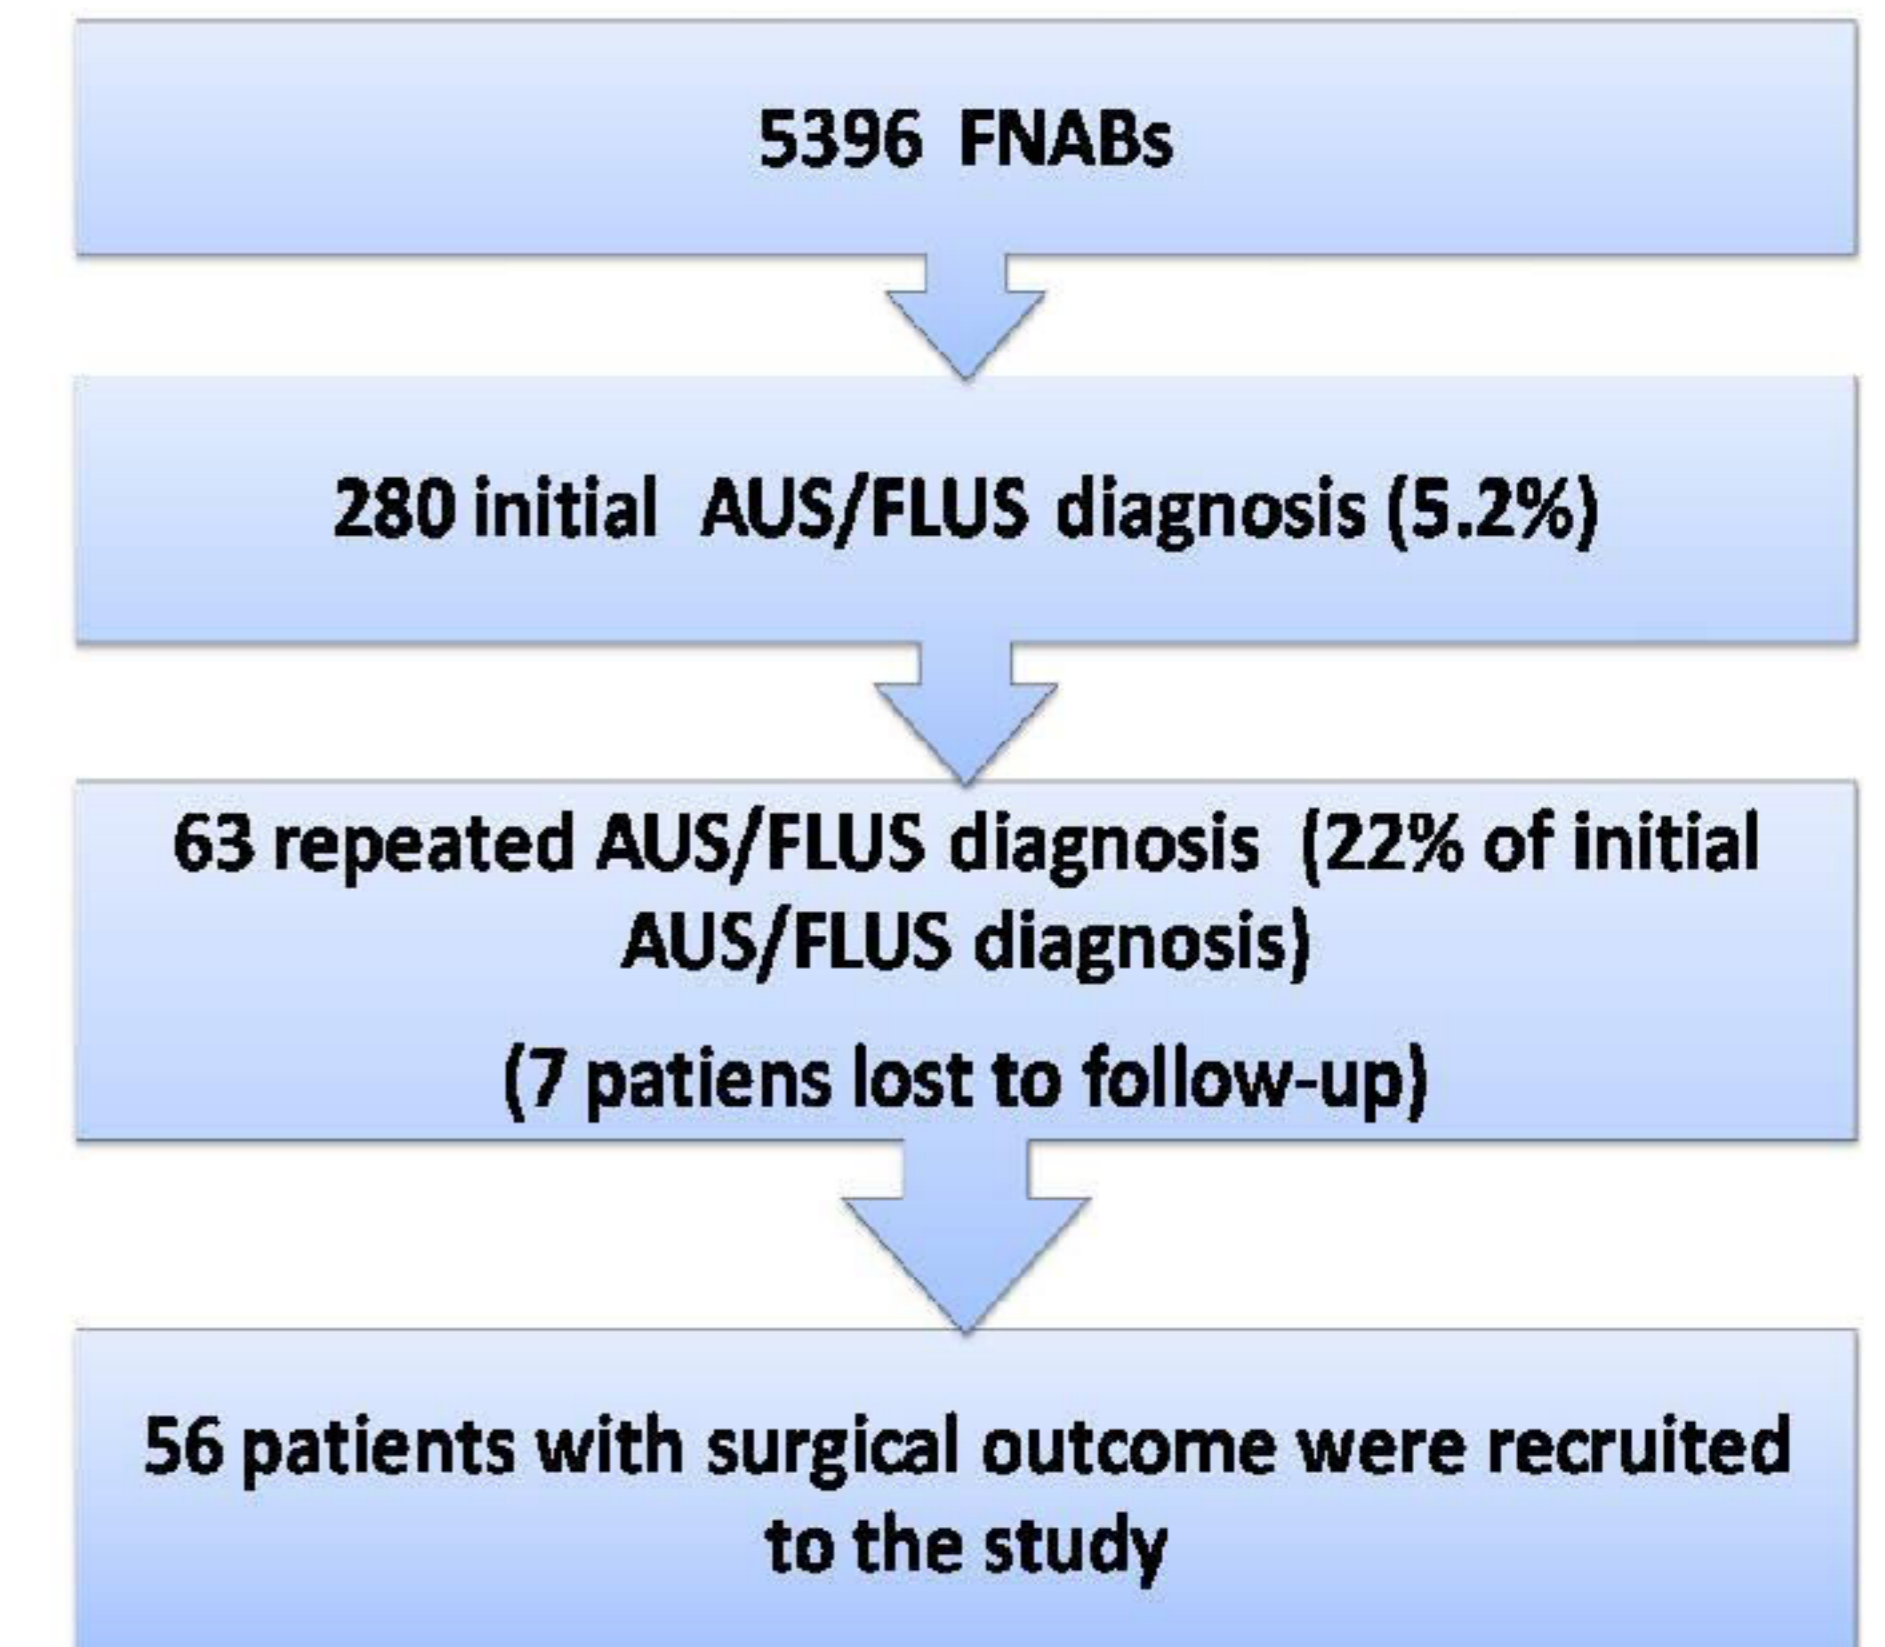 5396 FNABs
280 initial AUS/FLUS diagnosis (5.2%)
63 repeated AUS/FLUS diagnosis (22% of initial
AUS/FLUS diagnosis)
(7 patiens lost to follow-up)
56 patients with surgical outcome were recruited
to the study